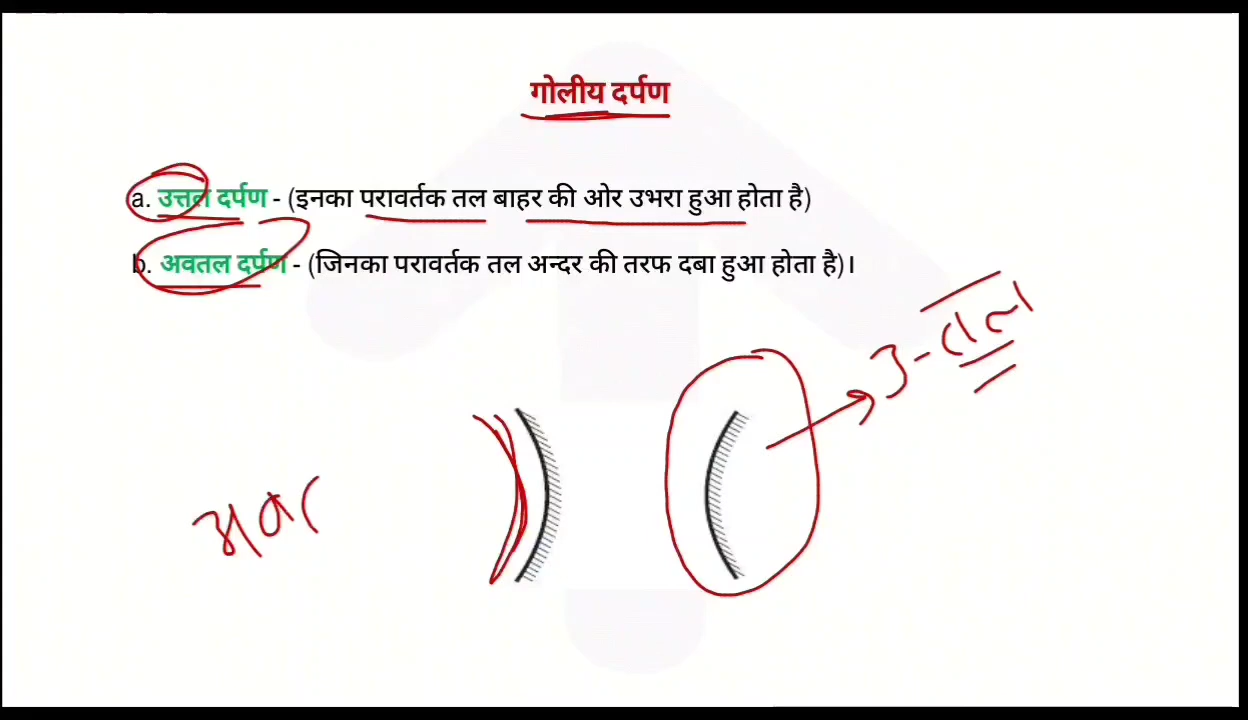 गोलीय दर्पण
a. उत्तल दर्पण - (इनका परावर्तक तल बाहर की ओर उभरा हुआ होता है)
b. अवतल दर्पण - (जिनका परावर्तक तल अन्दर की तरफ दबा हुआ होता है)।